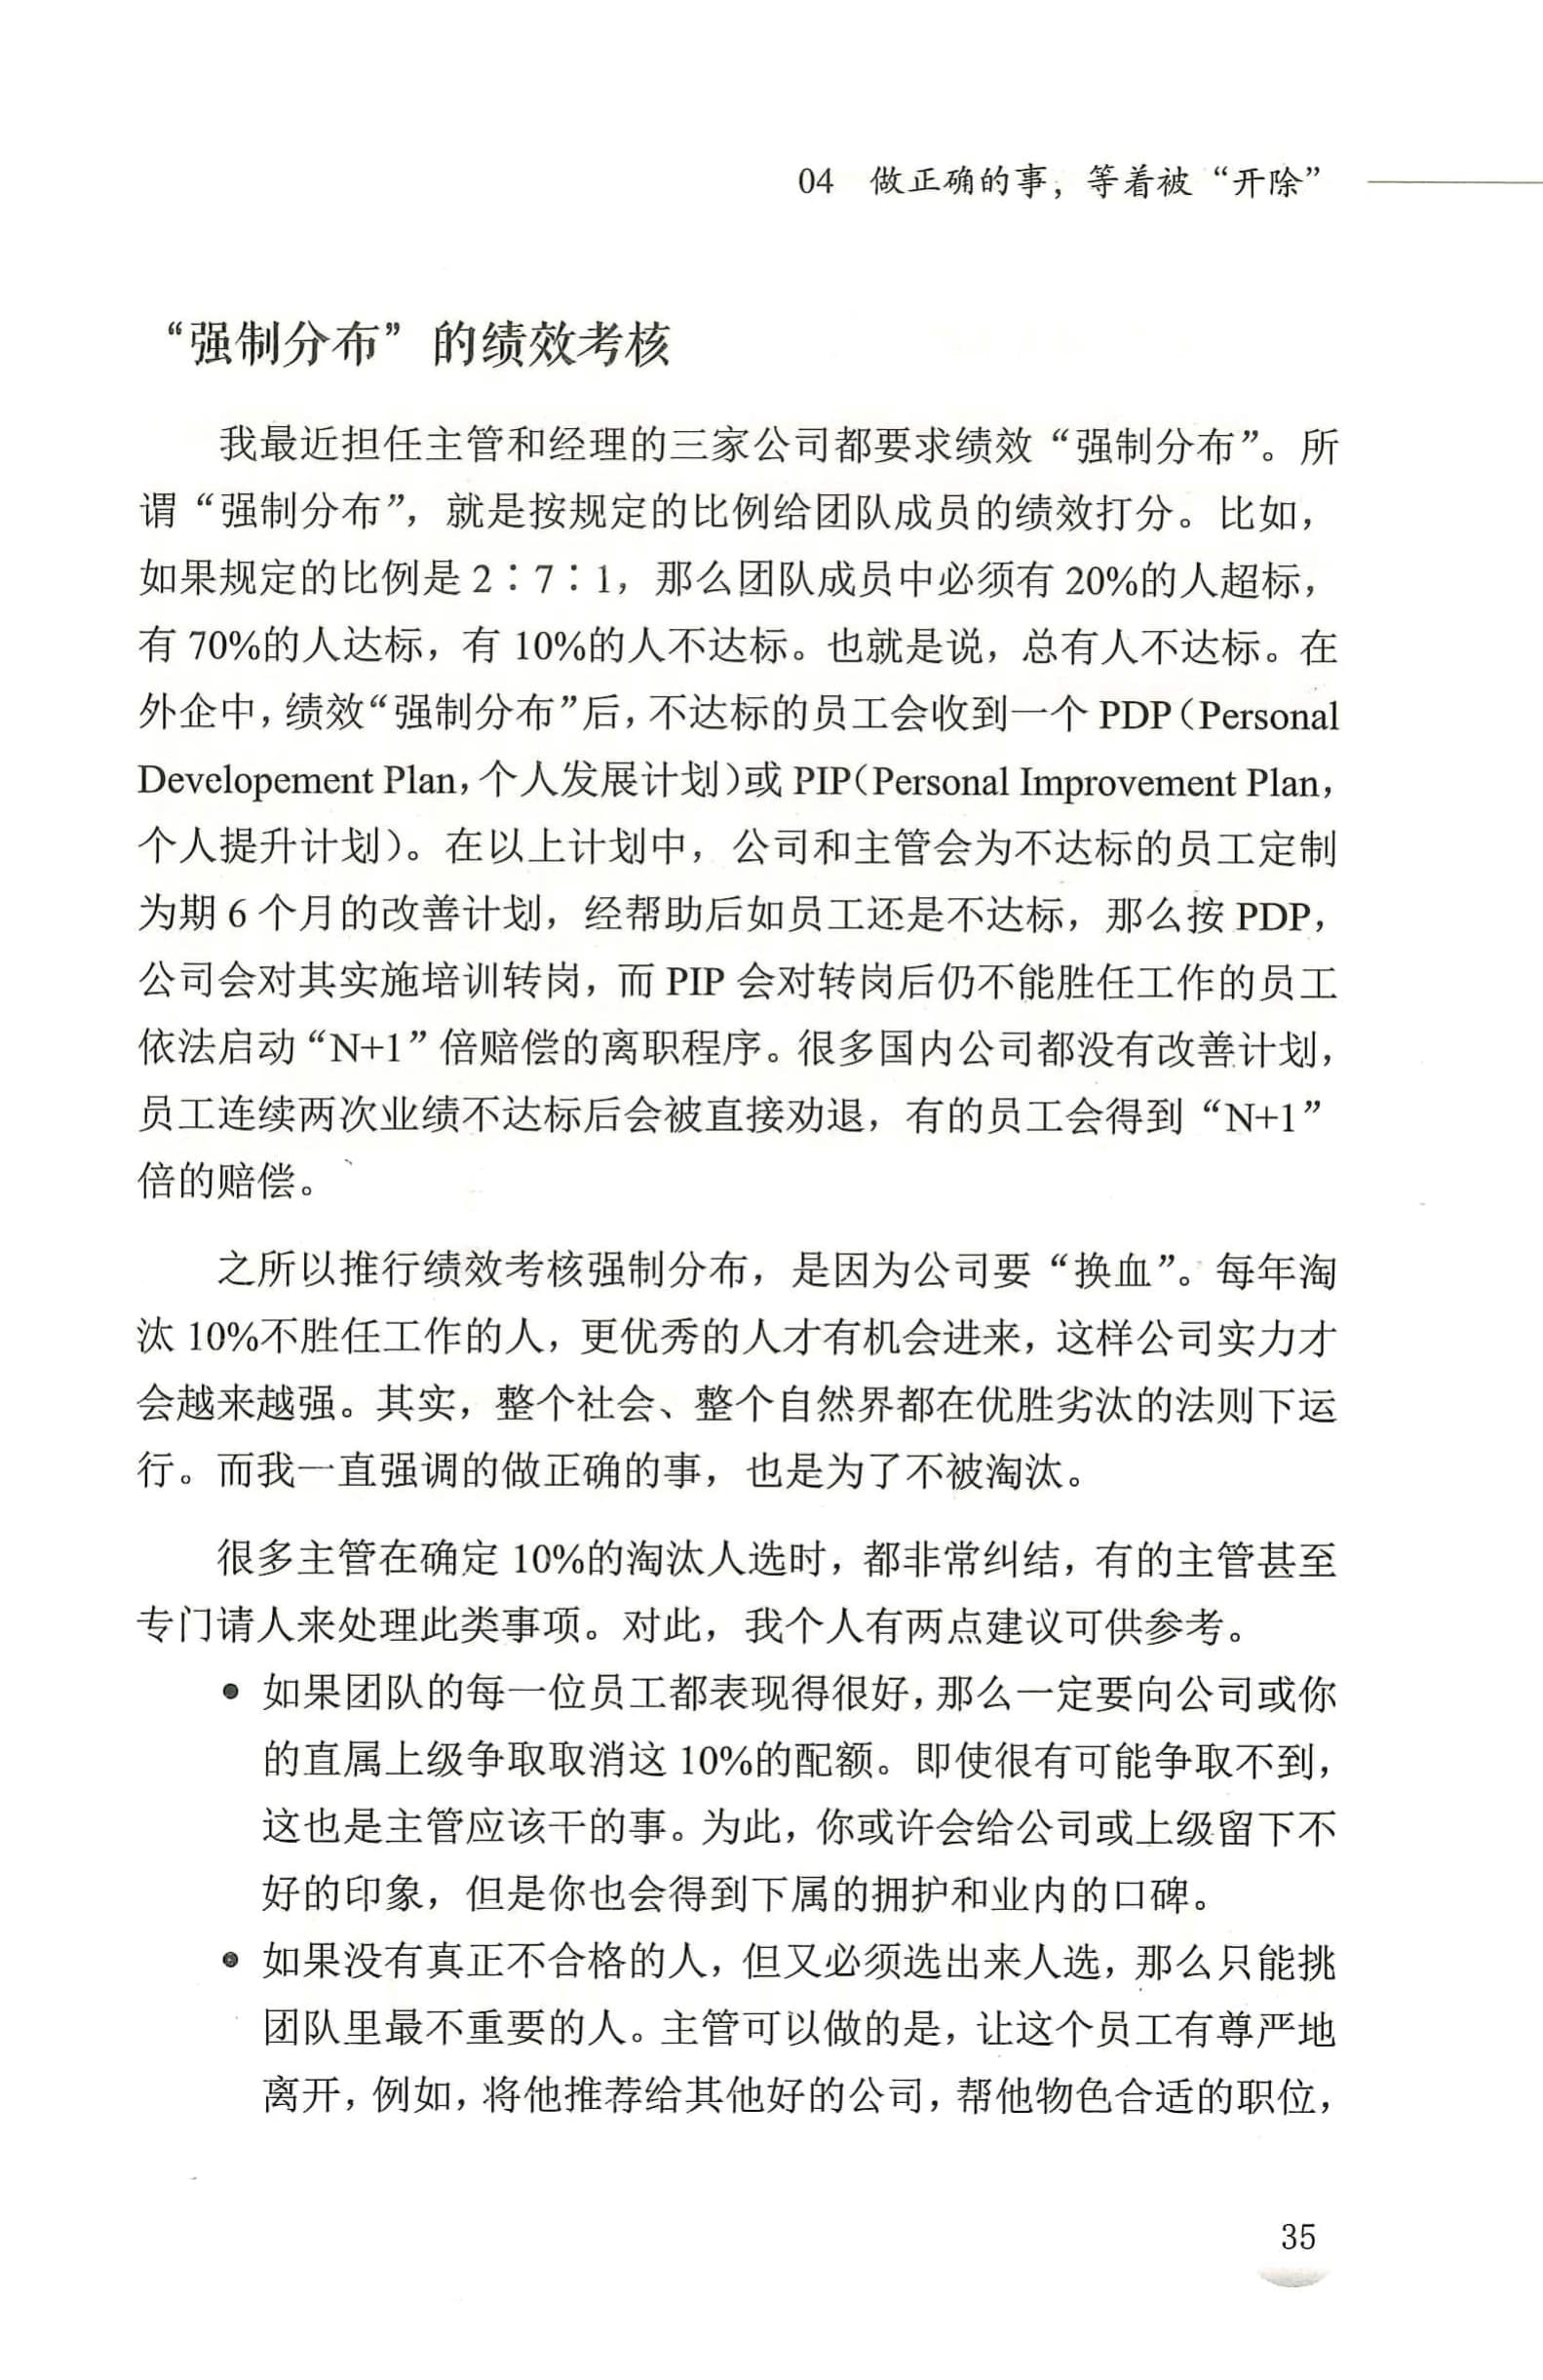 04 做正确的事，等着被“开除”
“强制分布”的绩效考核
我最近担任主管和经理的三家公司都要求绩效“强制分布”。所
谓“强制分布”，就是按规定的比例给团队成员的绩效打分。比如，
如果规定的比例是 2∶7∶1，那么团队成员中必须有 20%的人超标，
有 70%的人达标，有 10%的人不达标。也就是说，总有人不达标。在
外企中，绩效“强制分布”后，不达标的员工会收到一个 PDP（Personal
Developement Plan，个人发展计划）或 PIP（Personal Improvement Plan，
个人提升计划）。在以上计划中，公司和主管会为不达标的员工定制
为期 6 个月的改善计划，经帮助后如员工还是不达标，那么按 PDP，
公司会对其实施培训转岗，而 PIP 会对转岗后仍不能胜任工作的员工
依法启动“N+1”倍赔偿的离职程序。很多国内公司都没有改善计划，
员工连续两次业绩不达标后会被直接劝退，有的员工会得到“N+1”
倍的赔偿。
之所以推行绩效考核强制分布，是因为公司要“换血”。每年淘
汰 10%不胜任工作的人，更优秀的人才有机会进来，这样公司实力才
会越来越强。其实，整个社会、整个自然界都在优胜劣汰的法则下运
行。而我一直强调的做正确的事，也是为了不被淘汰。
很多主管在确定 10%的淘汰人选时，都非常纠结，有的主管甚至
专门请人来处理此类事项。对此，我个人有两点建议可供参考。
● 如果团队的每一位员工都表现得很好，那么一定要向公司或你
的直属上级争取取消这 10%的配额。即使很有可能争取不到，
这也是主管应该干的事。为此，你或许会给公司或上级留下不
好的印象，但是你也会得到下属的拥护和业内的口碑。
● 如果没有真正不合格的人，但又必须选出来人选，那么只能挑
团队里最不重要的人。主管可以做的是，让这个员工有尊严地
离开，例如，将他推荐给其他好的公司，帮他物色合适的职位，
35